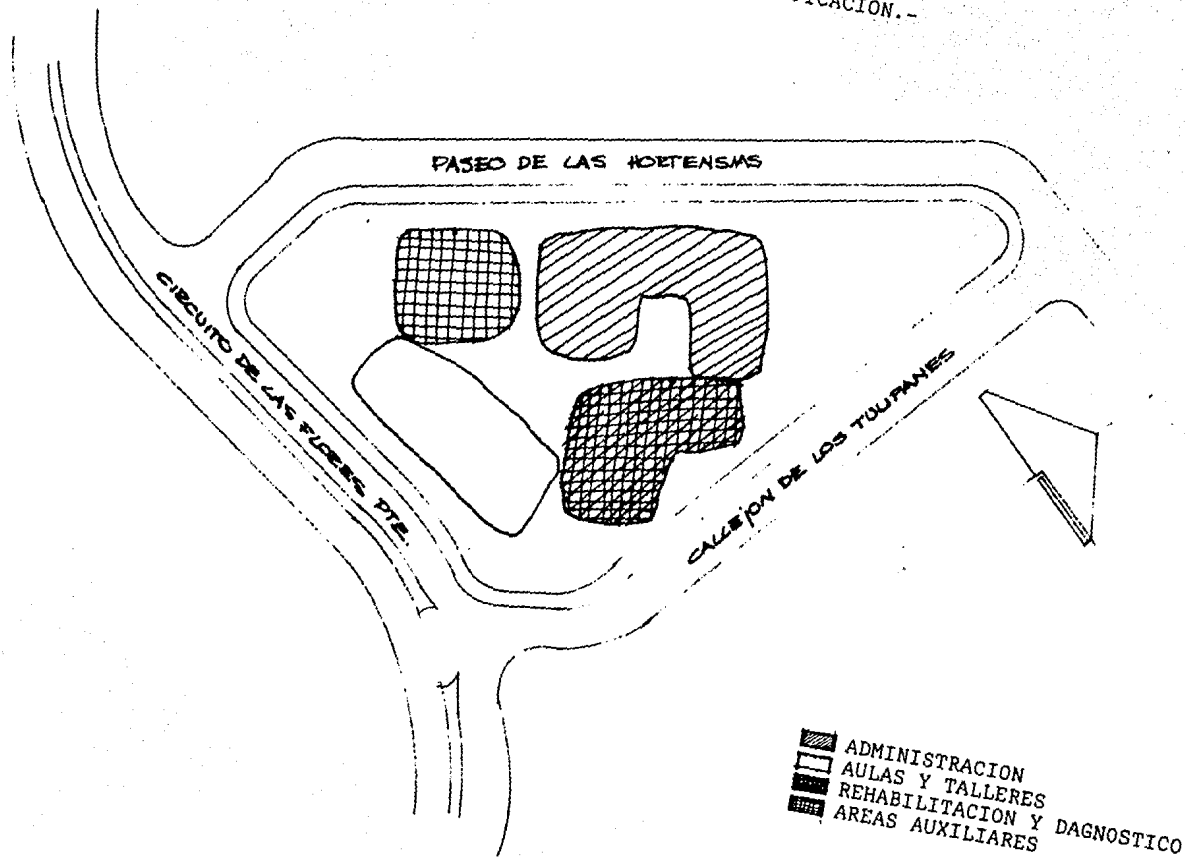 PASEO DE LAS HORTENSIAS
CIRCUITO DE LAS FLORES PTE.
CALLEJON DE LOS TULIPANES
ADMINISTRACION
AULAS Y TALLERES
REHABILITACION Y DAGNOSTICO
AREAS AUXILIARES